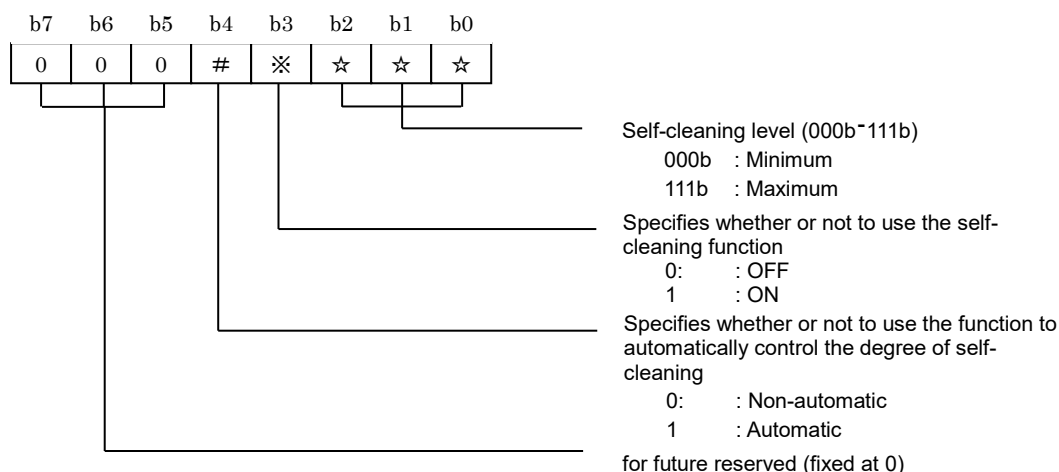 b7 b6 b5 b4 b3 b2 b1 b0
0 0 0 # ※ ☆ ☆ ☆
Self-cleaning level (000b⁻111b)
000b : Minimum
111b : Maximum
Specifies whether or not to use the self-
cleaning function
0: : OFF
1 : ON
Specifies whether or not to use the function to
automatically control the degree of self-
cleaning
0: : Non-automatic
1 : Automatic
for future reserved (fixed at 0)